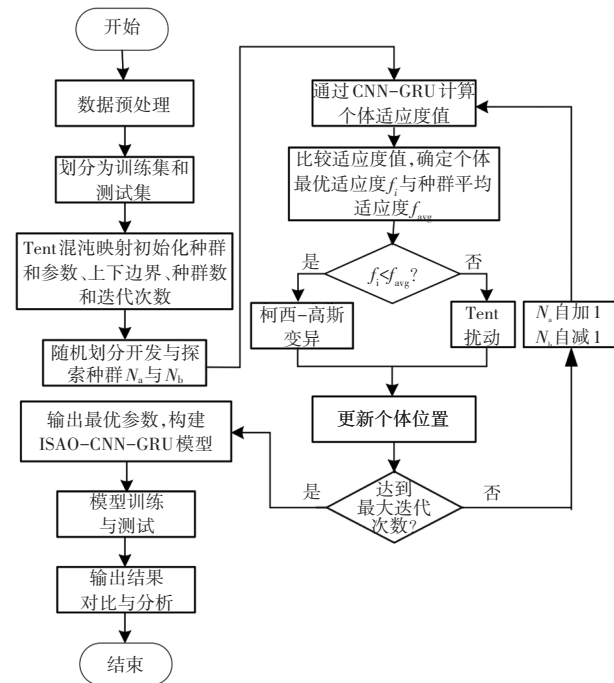 开始
数据预处理
划分为训练集和
测试集
Tent混沌映射初始化种群
和参数、上下边界、种群数
和迭代次数
随机划分开发与探
索种群Na与Nb
通过CNN-GRU计算
个体适应度值
比较适应度值,确定个体
最优适应度fi与种群平均
适应度favg
fi<favg?
是
否
柯西-高斯
变异
Tent
扰动
Na自加1
Nb自减1
更新个体位置
达到
最大迭代
次数?
是
否
输出最优参数,构建
ISAO-CNN-GRU模型
模型训练
与测试
输出结果
对比与分析
结束